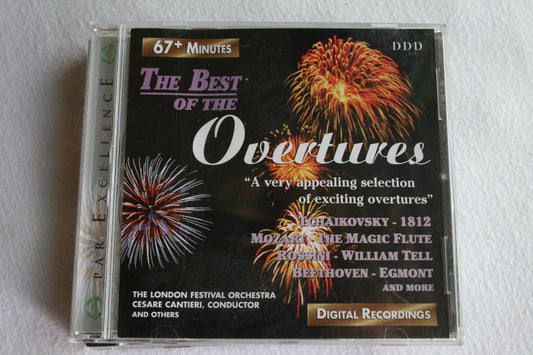 67+ MINUTES
DDD
THE BEST
OF THE
Overtures
"A very appealing selection
of exciting overtures"
TCHAIKOVSKY - 1812
MOZART - THE MAGIC FLUTE
ROSSINI - WILLIAM TELL
BEETHOVEN - EGMONT
AND MORE
THE LONDON FESTIVAL ORCHESTRA
CESARE CANTIERI, CONDUCTOR
AND OTHERS
DIGITAL RECORDINGS
PAR EXCELLENCE